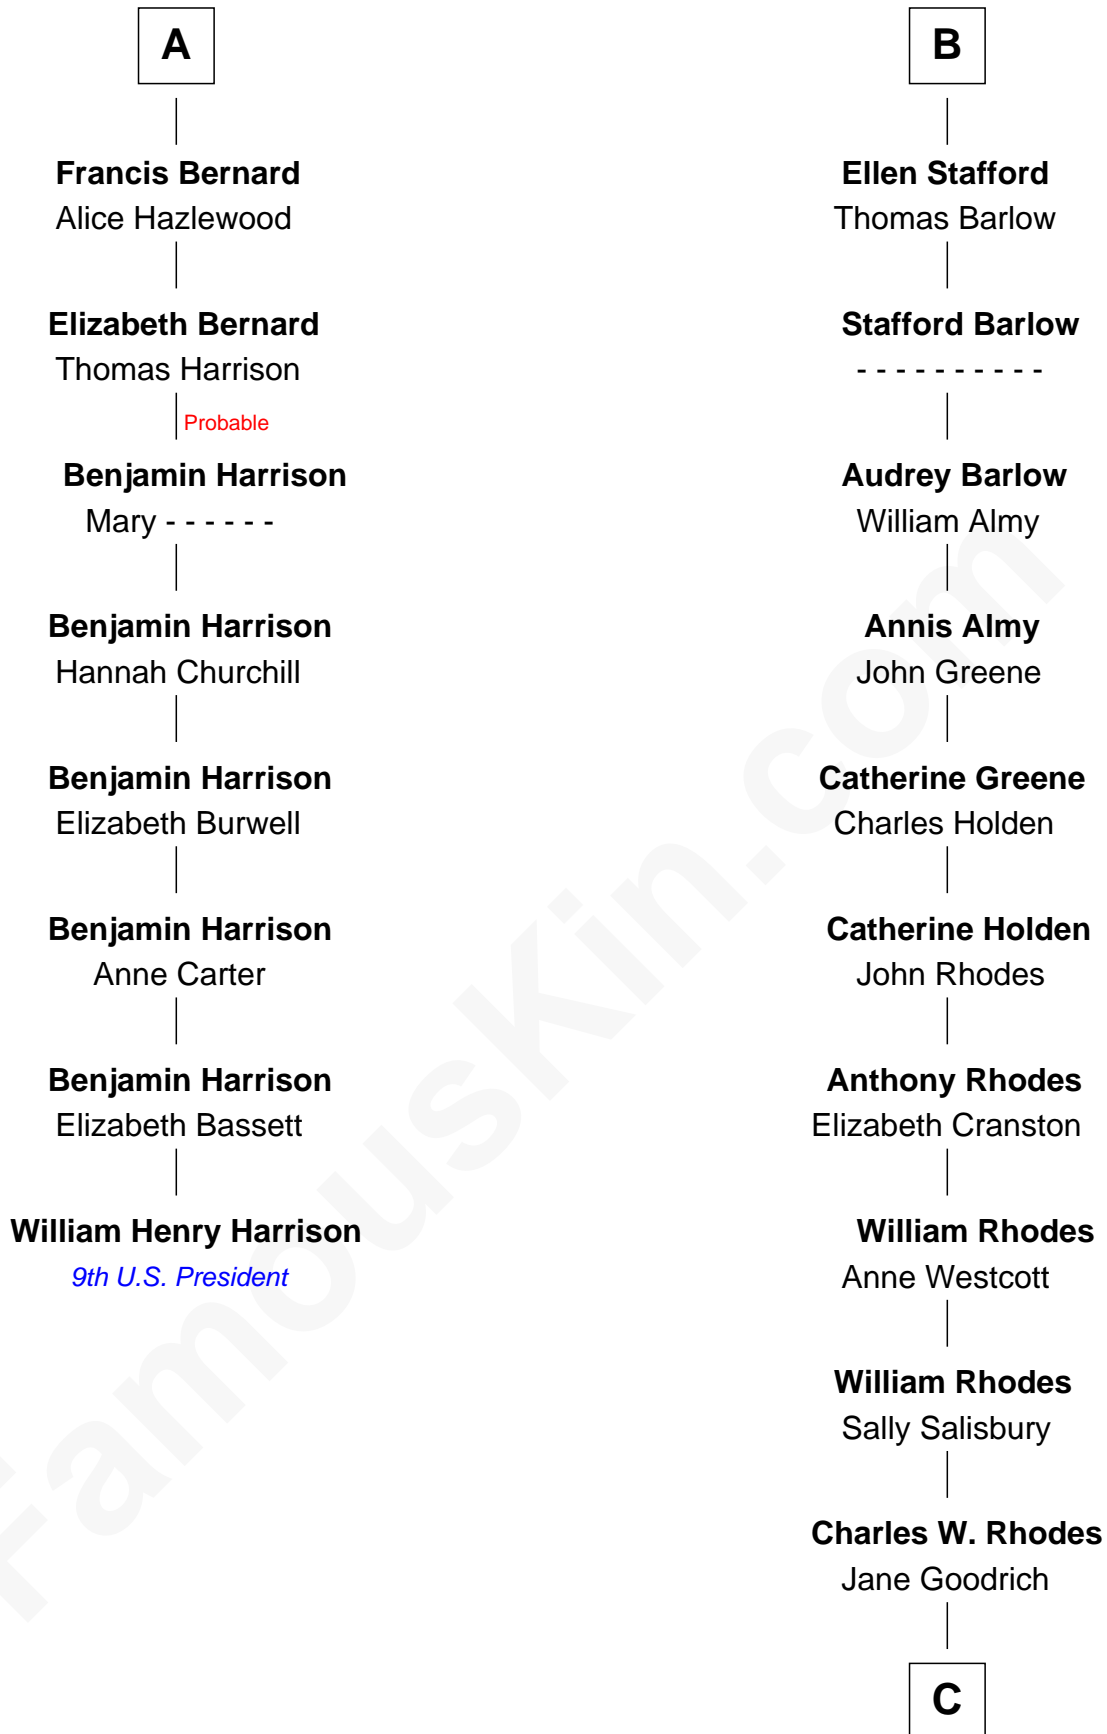 A
Francis Bernard
Alice Hazlewood
Elizabeth Bernard
Thomas Harrison
Probable
Benjamin Harrison
Mary - - - - - -
Benjamin Harrison
Hannah Churchill
Benjamin Harrison
Elizabeth Burwell
Benjamin Harrison
Anne Carter
Benjamin Harrison
Elizabeth Bassett
William Henry Harrison
9th U.S. President
B
Ellen Stafford
Thomas Barlow
Stafford Barlow
- - - - - - - - - -
Audrey Barlow
William Almy
Annis Almy
John Greene
Catherine Greene
Charles Holden
Catherine Holden
John Rhodes
Anthony Rhodes
Elizabeth Cranston
William Rhodes
Anne Westcott
William Rhodes
Sally Salisbury
Charles W. Rhodes
Jane Goodrich
C
FamousKin.com